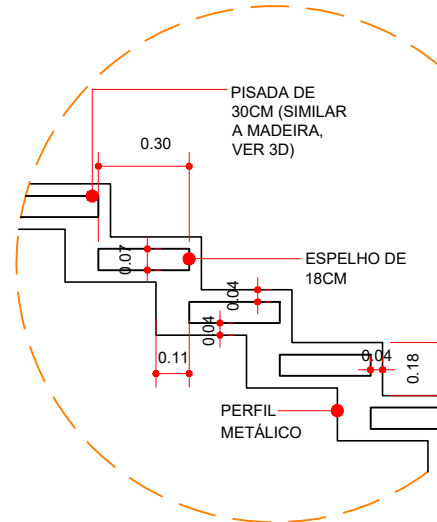 PISADA DE
30CM (SIMILAR
A MADEIRA,
VER 3D)
0.30
0.07
ESPELHO DE
18CM
0.04
0.04
0.11
0.04
0.18
PERFIL
METÁLICO